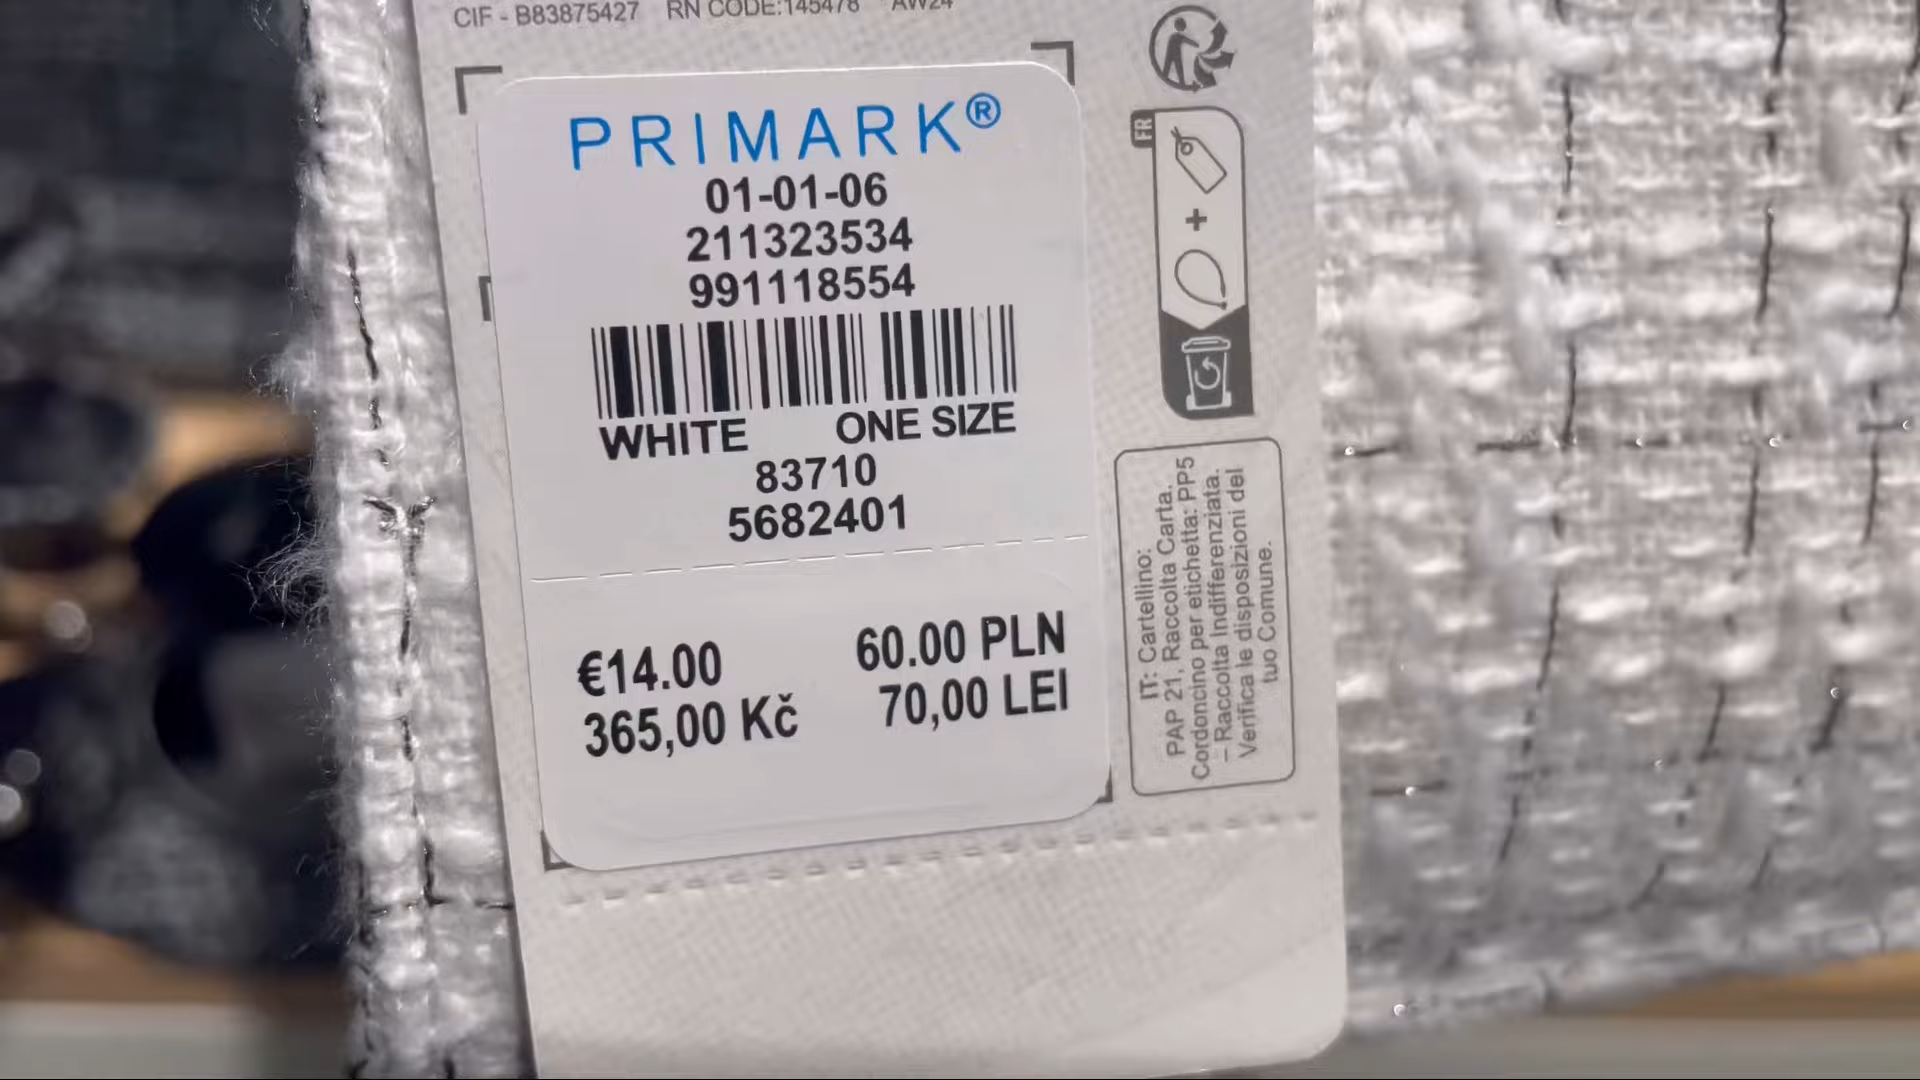 CIF - B83875427 RN CODE:145478 AW24
PRIMARK®
01-01-06
211323534
991118554
WHITE ONE SIZE
83710
5682401
€14.00 60.00 PLN
365,00 Kč 70,00 LEI
FR
+
IT: Cartellino:
PAP 21, Raccolta Carta.
Cordoncino per etichetta: PP5
– Raccolta Indifferenziata.
Verifica le disposizioni del
tuo Comune.